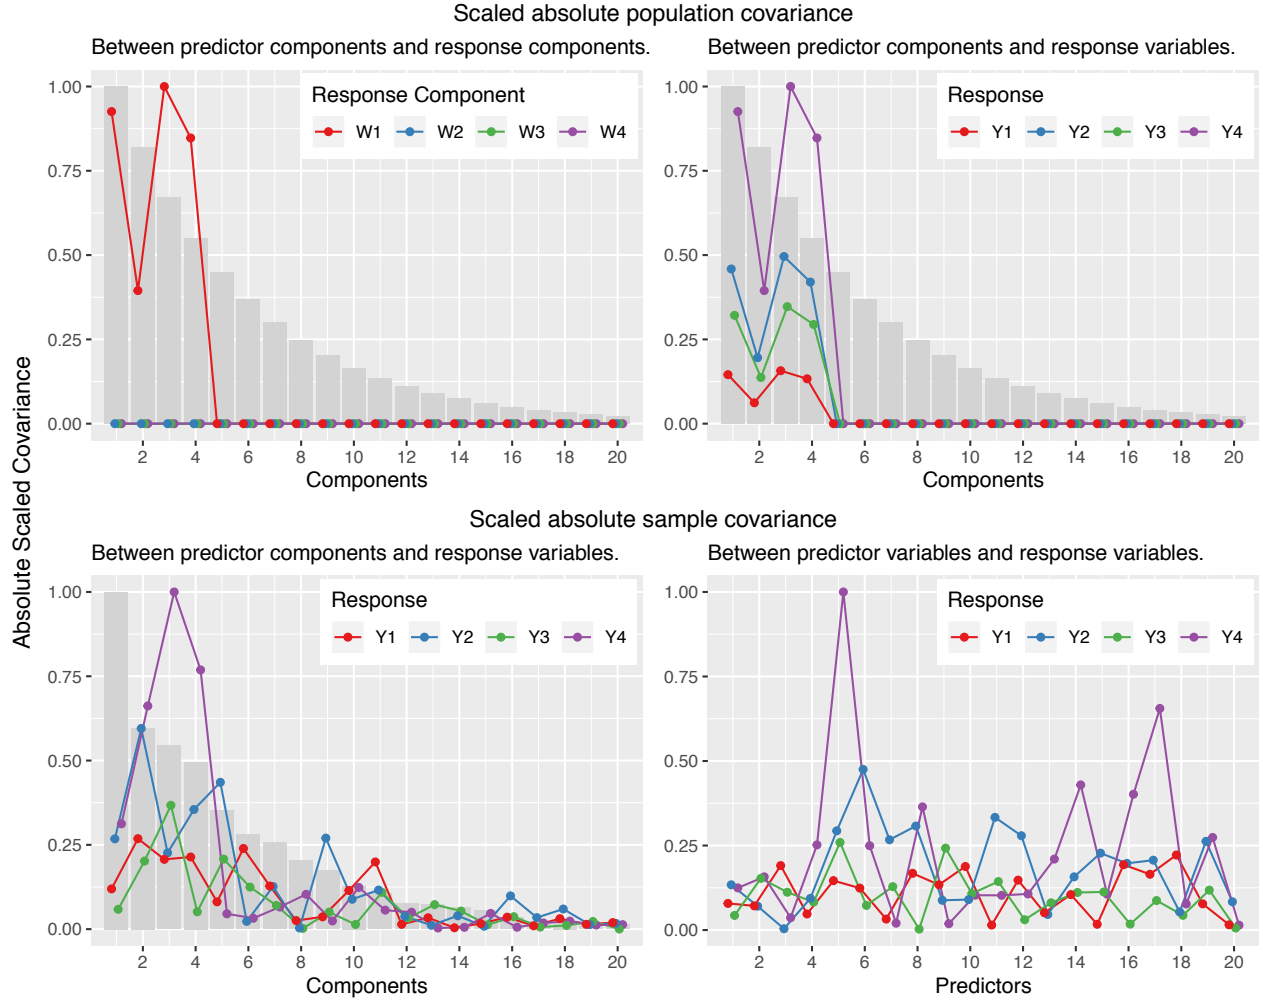 Scaled absolute population covariance
Between predictor components and response components.
Between predictor components and response variables.
Response Component
W1 W2 W3 W4
1.00
0.75
0.50
0.25
0.00
2 4 6 8 10 12 14 16 18 20
Components
Response
Y1 Y2 Y3 Y4
1.00
0.75
0.50
0.25
0.00
2 4 6 8 10 12 14 16 18 20
Components
Absolute Scaled Covariance
Scaled absolute sample covariance
Between predictor components and response variables.
Between predictor variables and response variables.
Response
Y1 Y2 Y3 Y4
1.00
0.75
0.50
0.25
0.00
2 4 6 8 10 12 14 16 18 20
Components
Response
Y1 Y2 Y3 Y4
1.00
0.75
0.50
0.25
0.00
2 4 6 8 10 12 14 16 18 20
Predictors